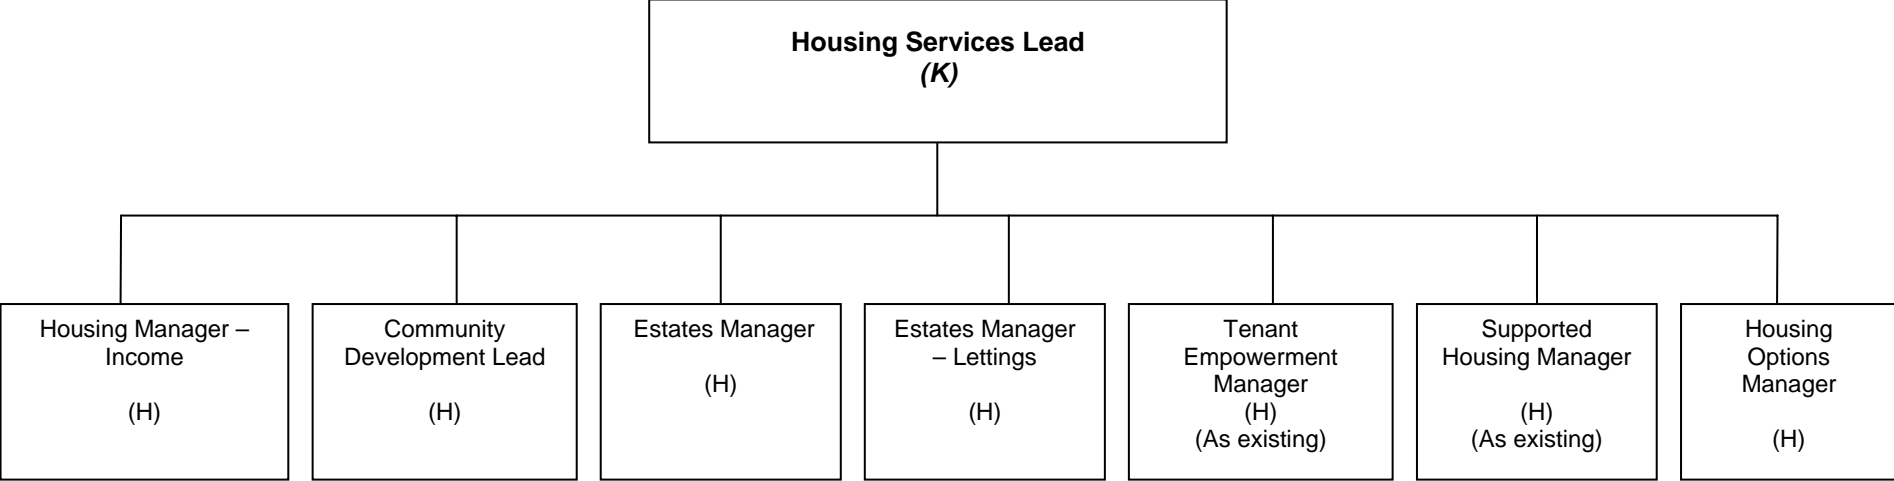 Housing Services Lead
(K)
Housing Manager –
Income
(H)
Community
Development Lead
(H)
Estates Manager
(H)
Estates Manager
– Lettings
(H)
Tenant
Empowerment
Manager
(H)
(As existing)
Supported
Housing Manager
(H)
(As existing)
Housing
Options
Manager
(H)